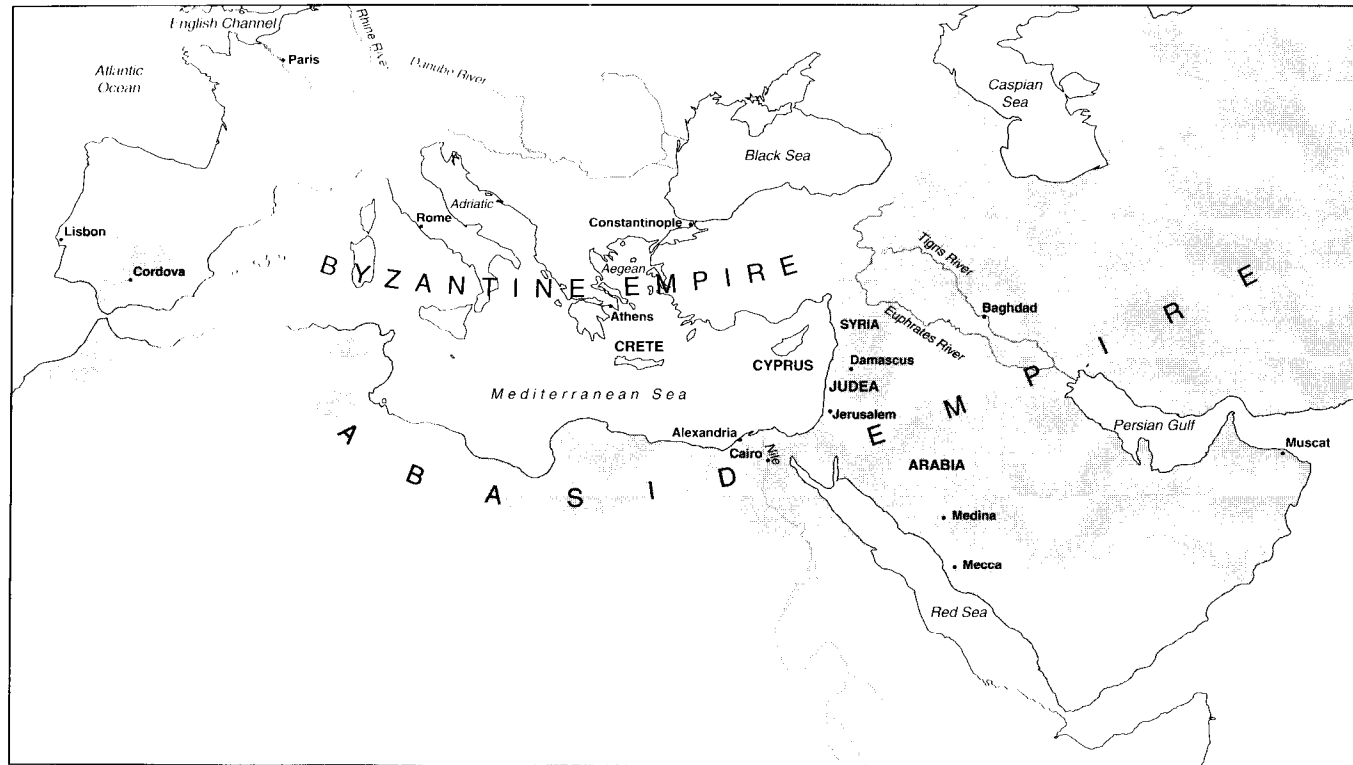 English Channel
Paris
Rhine River
Danube River
Atlantic
Ocean
Caspian
Sea
Black Sea
Adriatic
Rome
Constantinople
Lisbon
Cordova
Tigris River
Aegean
BYZANTINE EMPIRE
Baghdad
Athens
SYRIA
Euphrates River
CRETE
CYPRUS
Damascus
JUDEA
Mediterranean Sea
Jerusalem
Persian Gulf
Alexandria
Muscat
Cairo
Nile
ARABIA
ABASID EMPIRE
Medina
Mecca
Red Sea